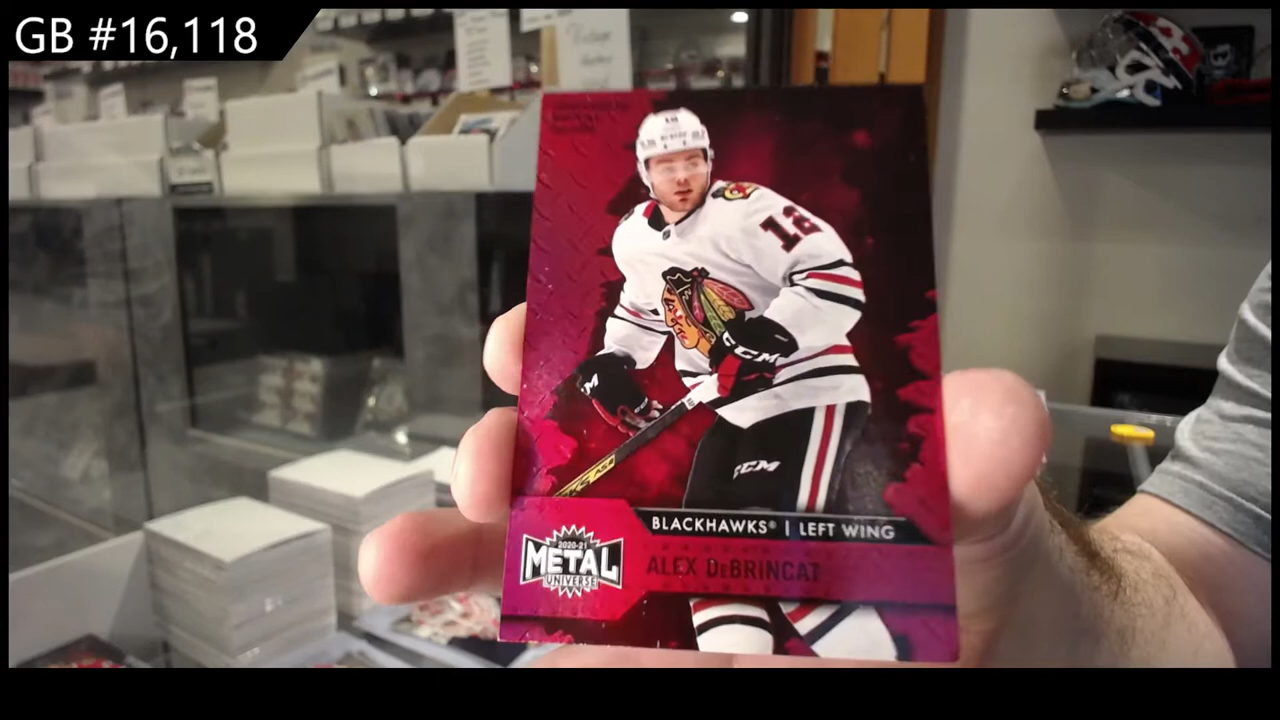 GB #16,118
12
CCM
CCM
BLACKHAWKS® | LEFT WING
2020-21
METAL
UNIVERSE
ALEX DeBRINCAT